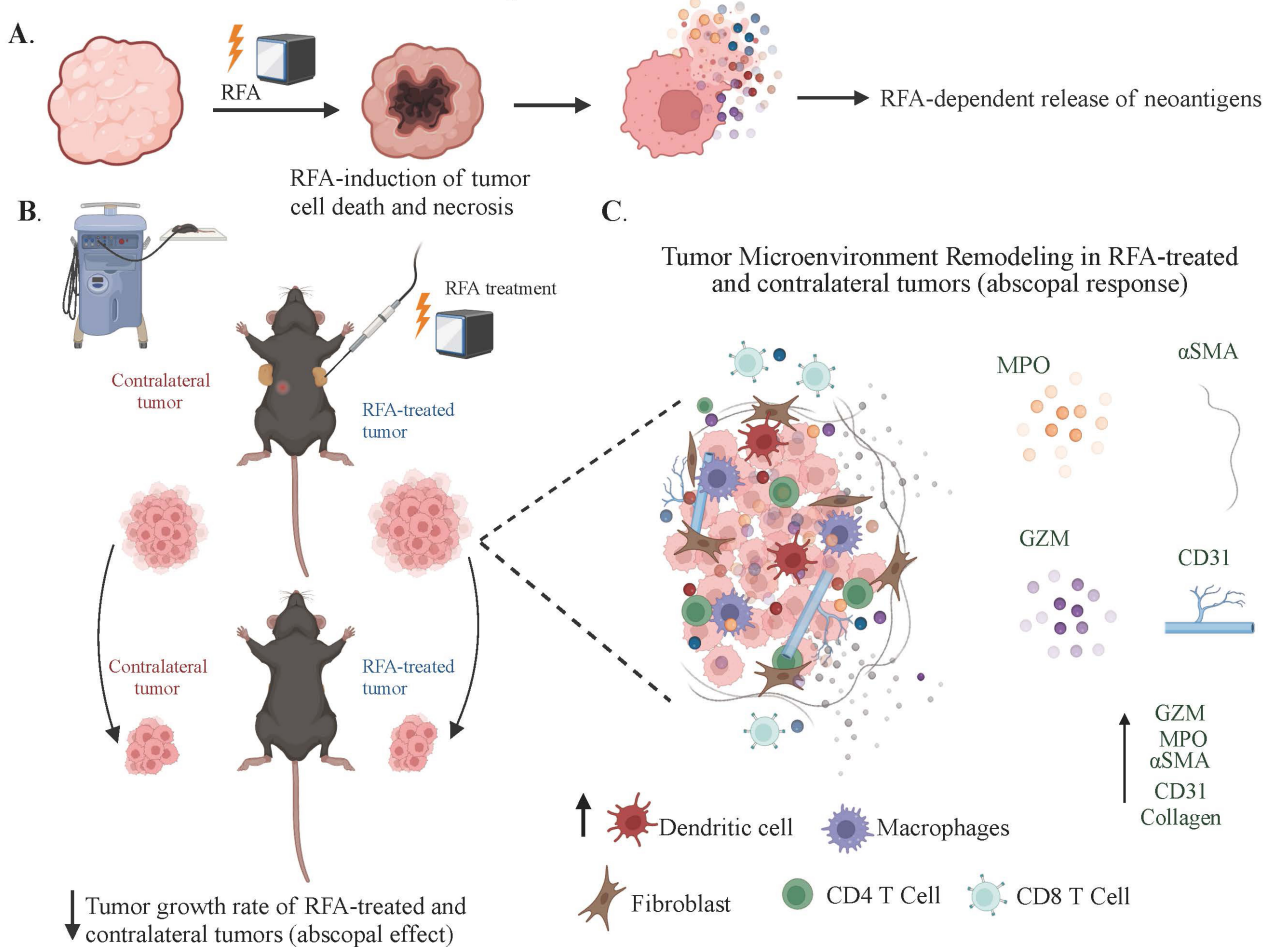 A.
RFA
RFA-dependent release of neoantigens
RFA-induction of tumor
cell death and necrosis
B.
RFA treatment
Contralateral
tumor
RFA-treated
tumor
Contralateral
tumor
RFA-treated
tumor
Tumor growth rate of RFA-treated and
contralateral tumors (abscopal effect)
C.
Tumor Microenvironment Remodeling in RFA-treated
and contralateral tumors (abscopal response)
MPO
αSMA
GZM
CD31
GZM
MPO
αSMA
CD31
Collagen
Dendritic cell
Macrophages
Fibroblast
CD4 T Cell
CD8 T Cell